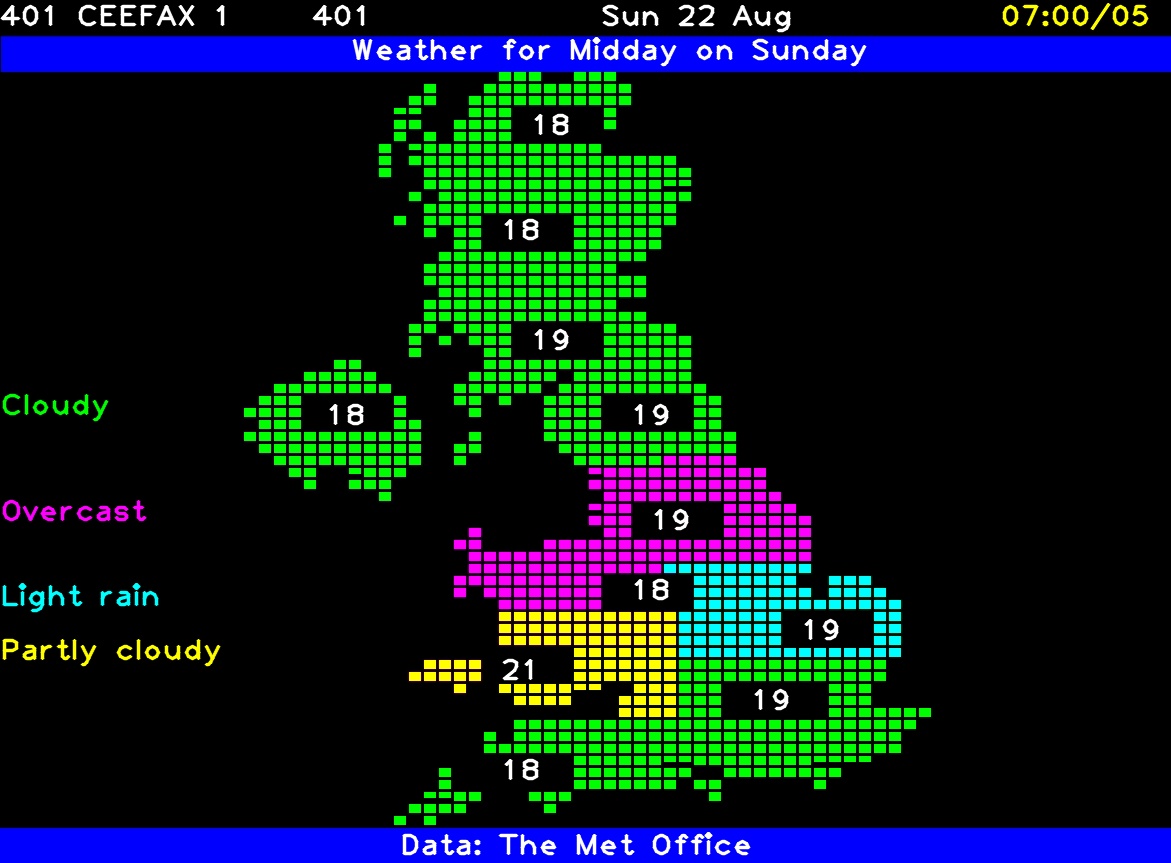 401 CEEFAX 1 401 Sun 22 Aug 07:00/05
Weather for Midday on Sunday
18
18
19
Cloudy
18 19
Overcast
19
Light rain
18
19
Partly cloudy
21
19
18
Data: The Met Office